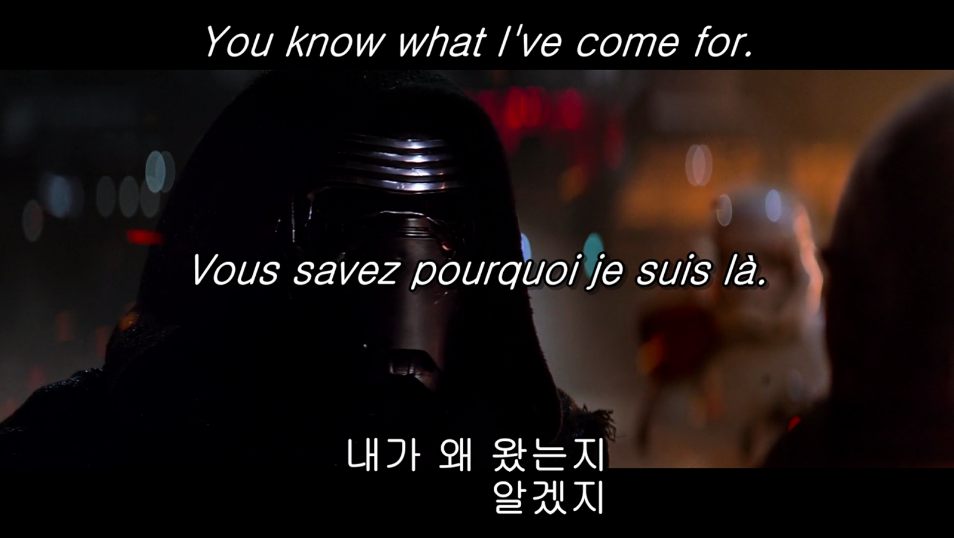 You know what I've come for.
Vous savez pourquoi je suis là.
내가 왜 왔는지
알겠지